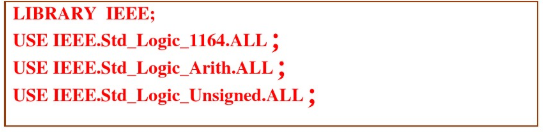 LIBRARY IEEE;
USE IEEE.Std_Logic_1164.ALL ;
USE IEEE.Std_Logic_Arith.ALL ;
USE IEEE.Std_Logic_Unsigned.ALL ;